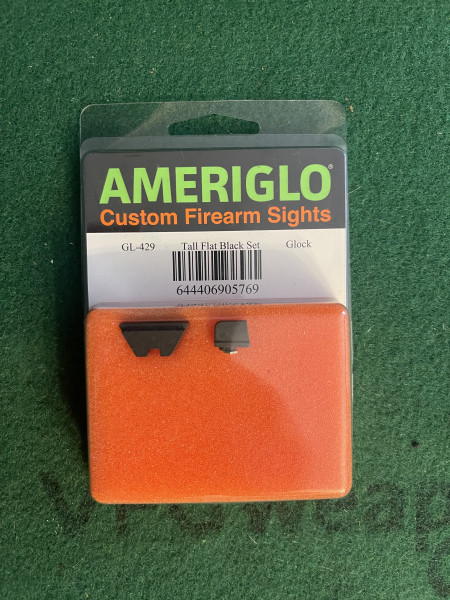 AMERIGLO®
Custom Firearm Sights
GL-429 Tall Flat Black Set Glock
644406905769